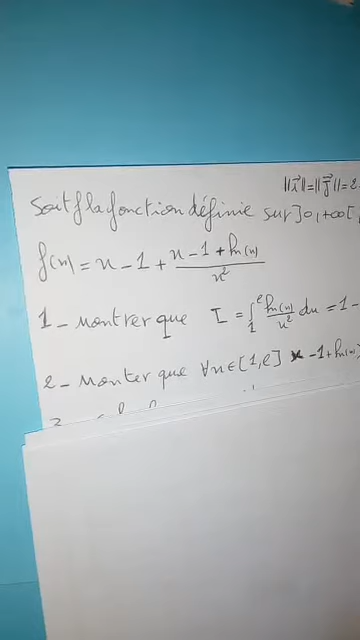 ||i⃗||=||j⃗||=2
Soit f la fonction définie sur ]0,+∞[
f(x) = x - 1 + (x - 1 + ln(x))/x²
1 - montrer que I = ∫₁ᵉ ln(x)/x² dx = 1 -
2 - Monter que ∀x∈[1,e] x -1+ln(x)